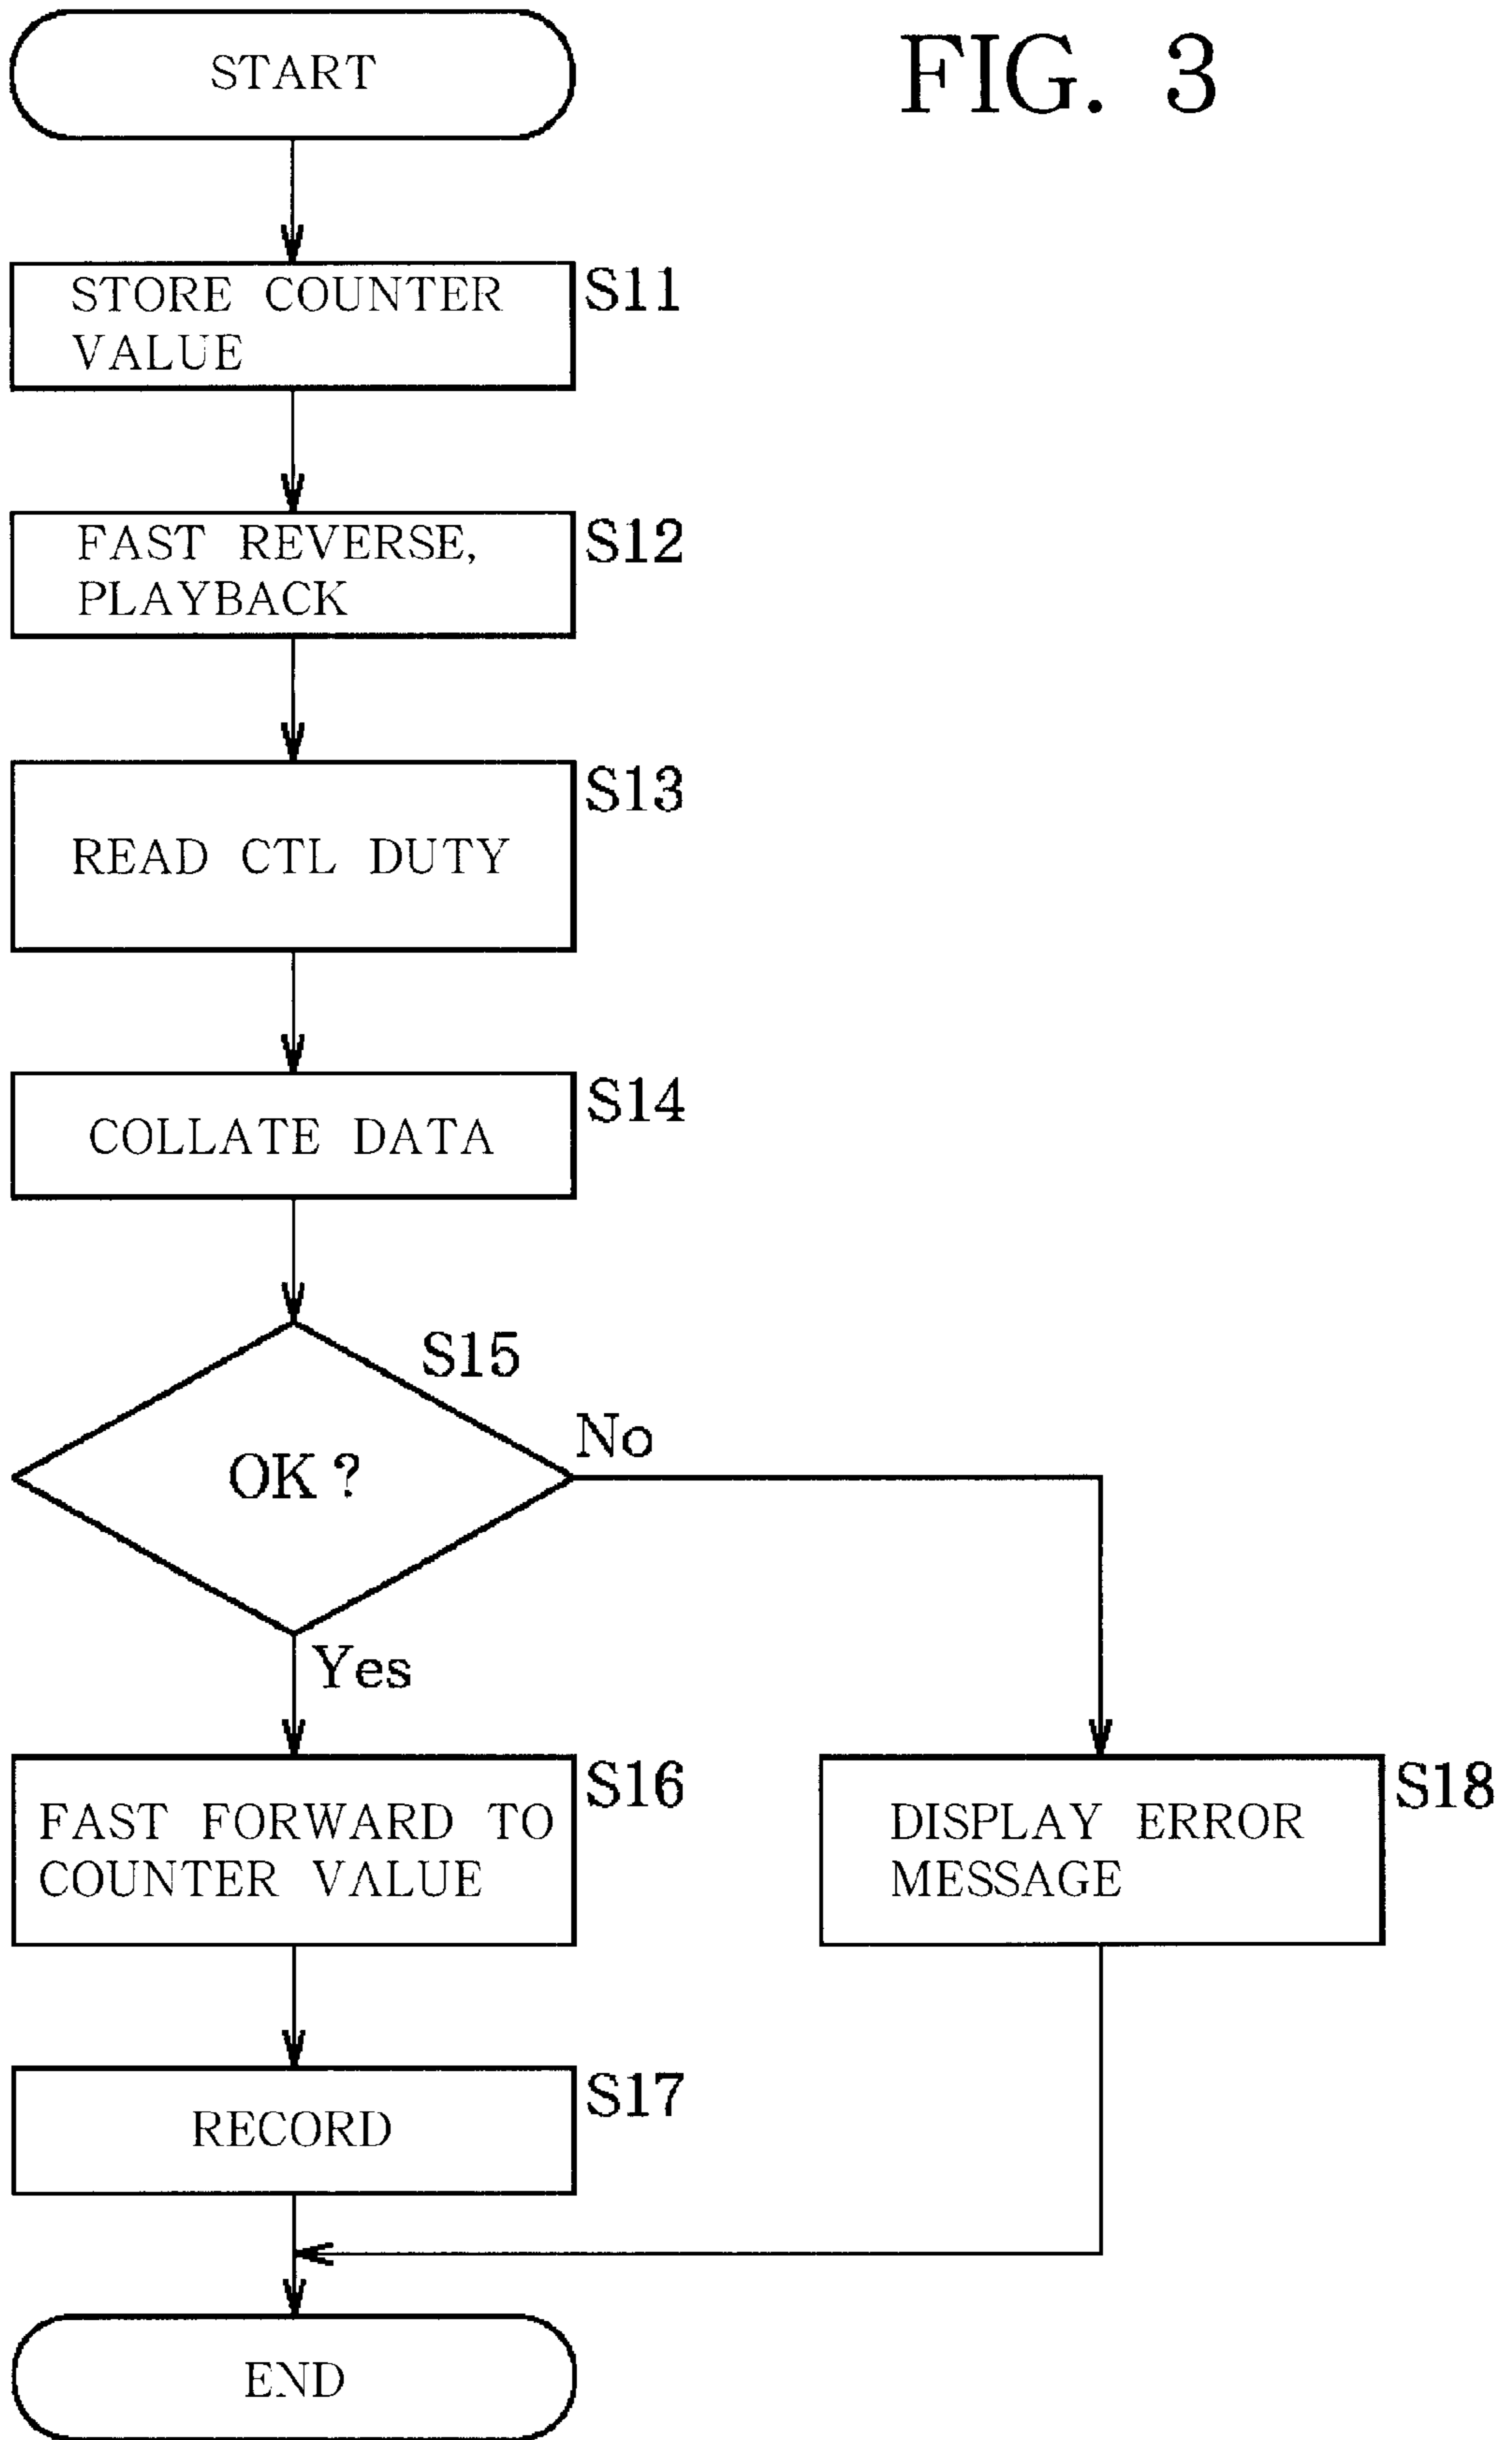 FIG. 3
START
S11
STORE COUNTER
VALUE
S12
FAST REVERSE,
PLAYBACK
S13
READ CTL DUTY
S14
COLLATE DATA
S15
OK?
No
Yes
S16
FAST FORWARD TO
COUNTER VALUE
S18
DISPLAY ERROR
MESSAGE
S17
RECORD
END